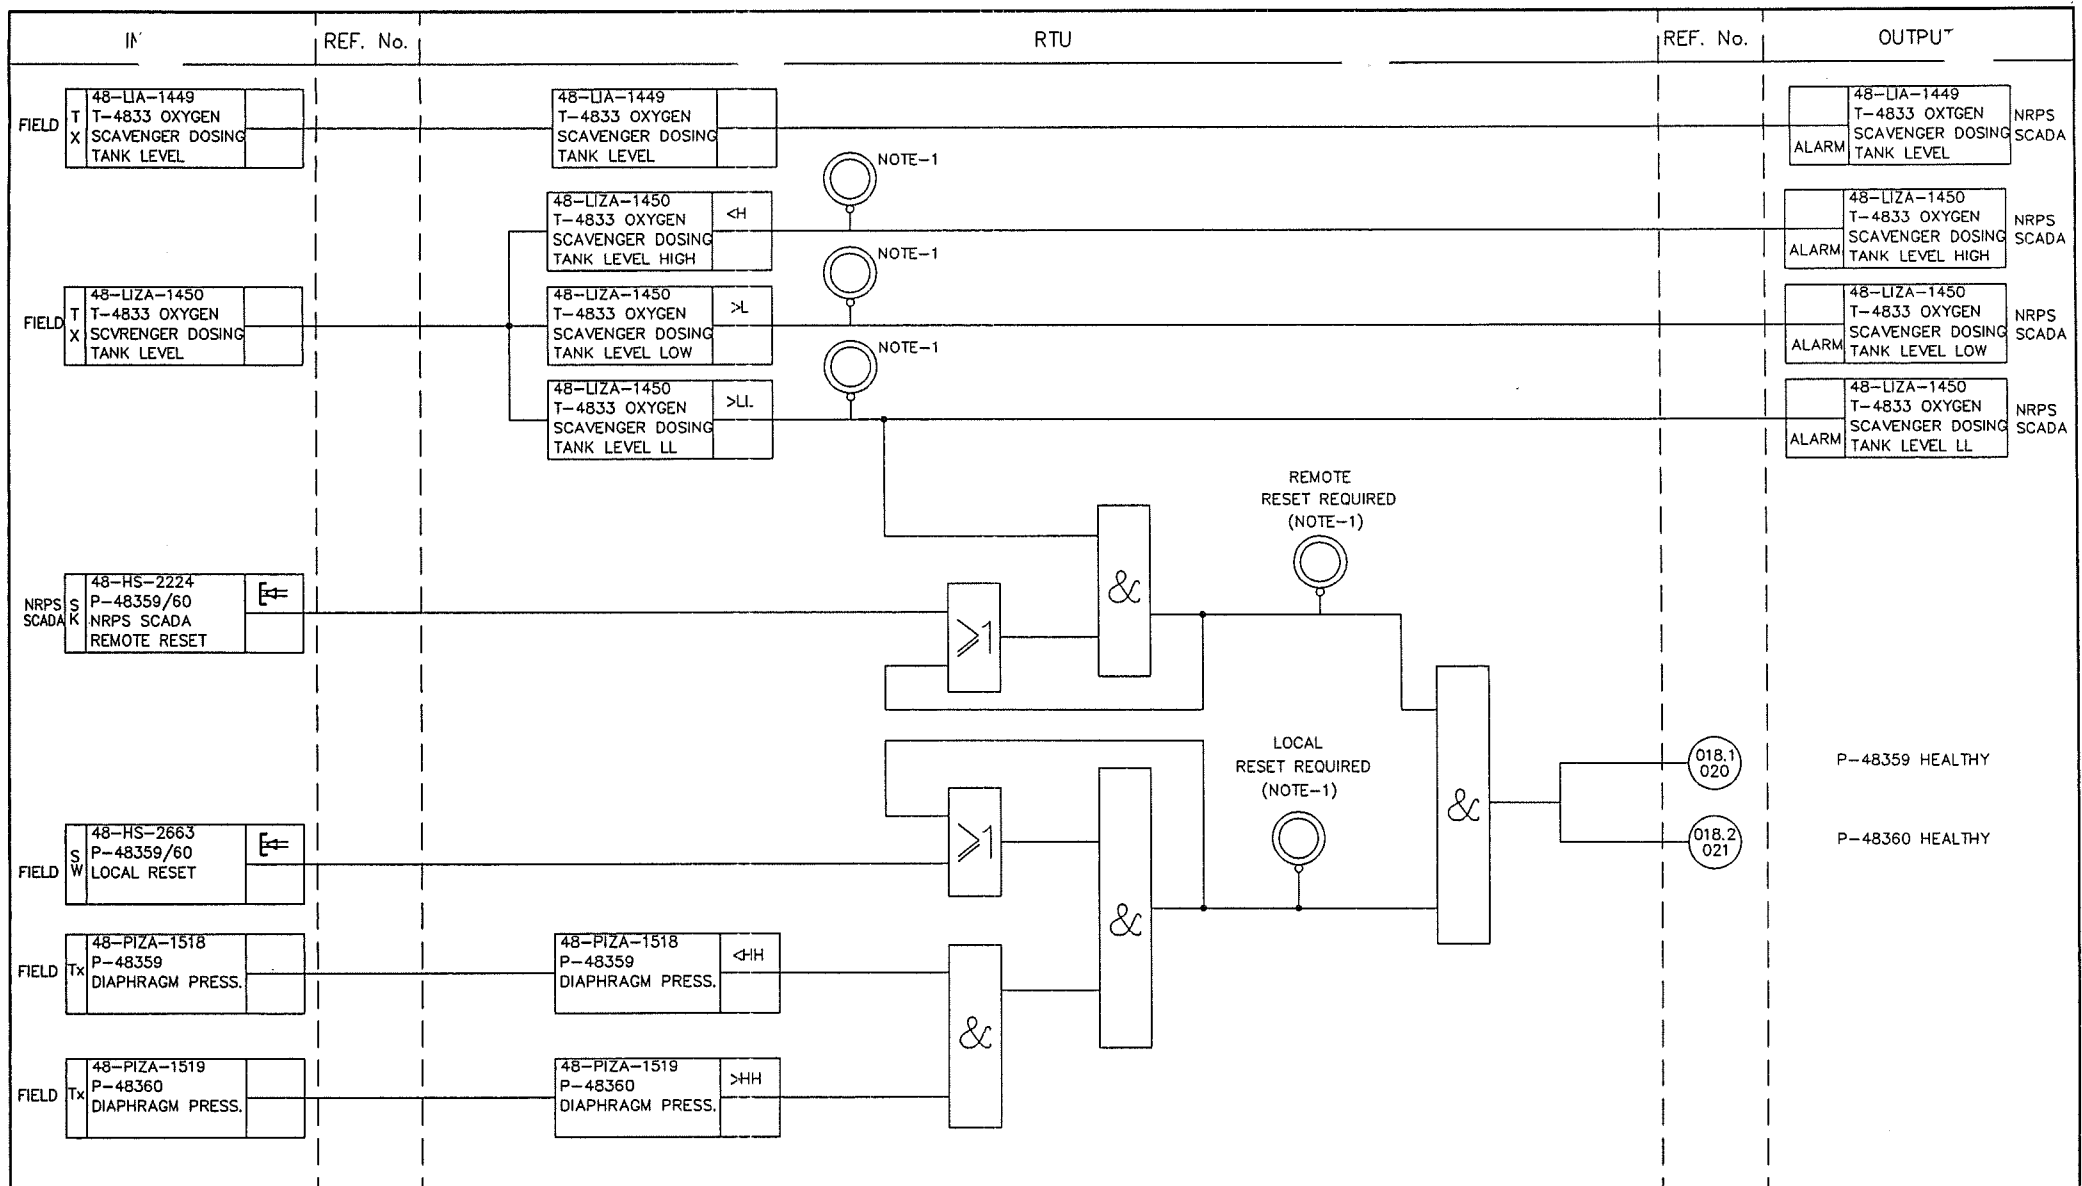 REF. No.
RTU
REF. No.
OUTPUT
FIELD
T
X
48-LIA-1449
T-4833 OXYGEN
SCAVENGER DOSING
TANK LEVEL
48-LIA-1449
T-4833 OXYGEN
SCAVENGER DOSING
TANK LEVEL
ALARM
48-LIA-1449
T-4833 OXTGEN
SCAVENGER DOSING
TANK LEVEL
NRPS
SCADA
NOTE-1
48-LIZA-1450
T-4833 OXYGEN
SCAVENGER DOSING
TANK LEVEL HIGH
<H
ALARM
48-LIZA-1450
T-4833 OXYGEN
SCAVENGER DOSING
TANK LEVEL HIGH
NRPS
SCADA
NOTE-1
FIELD
T
X
48-LIZA-1450
T-4833 OXYGEN
SCVRENGER DOSING
TANK LEVEL
48-LIZA-1450
T-4833 OXYGEN
SCAVENGER DOSING
TANK LEVEL LOW
>L
ALARM
48-LIZA-1450
T-4833 OXYGEN
SCAVENGER DOSING
TANK LEVEL LOW
NRPS
SCADA
NOTE-1
48-LIZA-1450
T-4833 OXYGEN
SCAVENGER DOSING
TANK LEVEL LL
>LL
ALARM
48-LIZA-1450
T-4833 OXYGEN
SCAVENGER DOSING
TANK LEVEL LL
NRPS
SCADA
REMOTE
RESET REQUIRED
(NOTE-1)
&
NRPS
SCADA
S
K
48-HS-2224
P-48359/60
NRPS SCADA
REMOTE RESET
≥1
LOCAL
RESET REQUIRED
(NOTE-1)
&
018.1
020
P-48359 HEALTHY
018.2
021
P-48360 HEALTHY
FIELD
S
W
48-HS-2663
P-48359/60
LOCAL RESET
≥1
&
FIELD
Tx
48-PIZA-1518
P-48359
DIAPHRAGM PRESS.
48-PIZA-1518
P-48359
DIAPHRAGM PRESS.
<HH
&
FIELD
Tx
48-PIZA-1519
P-48360
DIAPHRAGM PRESS.
48-PIZA-1519
P-48360
DIAPHRAGM PRESS.
>HH